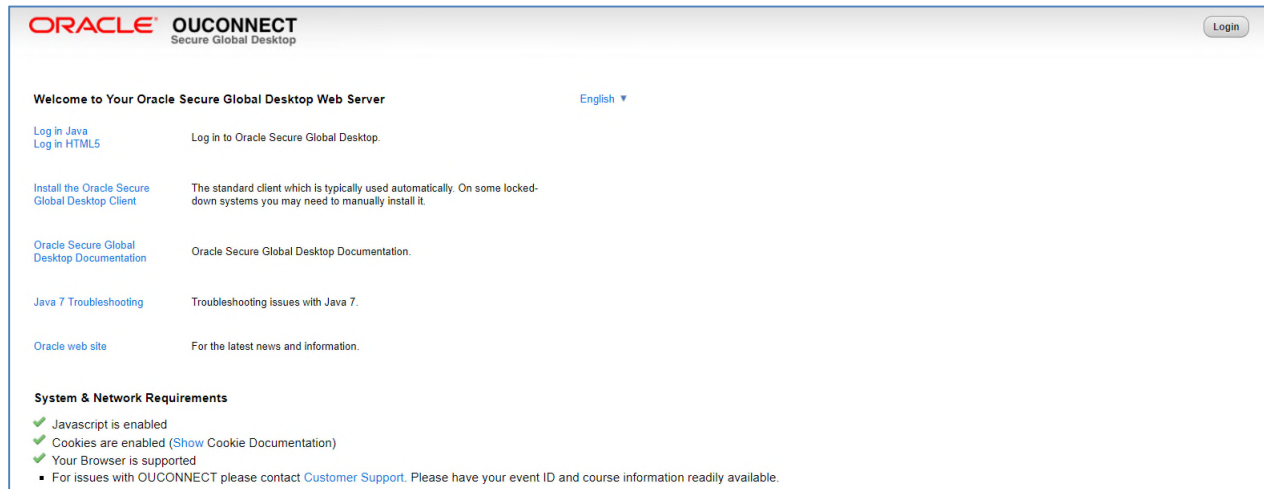 ORACLE® OUCONNECT
Secure Global Desktop
Login
Welcome to Your Oracle Secure Global Desktop Web Server
English ▼
Log in Java
Log in HTML5
Log in to Oracle Secure Global Desktop.
Install the Oracle Secure
Global Desktop Client
The standard client which is typically used automatically. On some locked-
down systems you may need to manually install it.
Oracle Secure Global
Desktop Documentation
Oracle Secure Global Desktop Documentation.
Java 7 Troubleshooting
Troubleshooting issues with Java 7.
Oracle web site
For the latest news and information.
System & Network Requirements
Javascript is enabled
Cookies are enabled (Show Cookie Documentation)
Your Browser is supported
For issues with OUCONNECT please contact Customer Support. Please have your event ID and course information readily available.